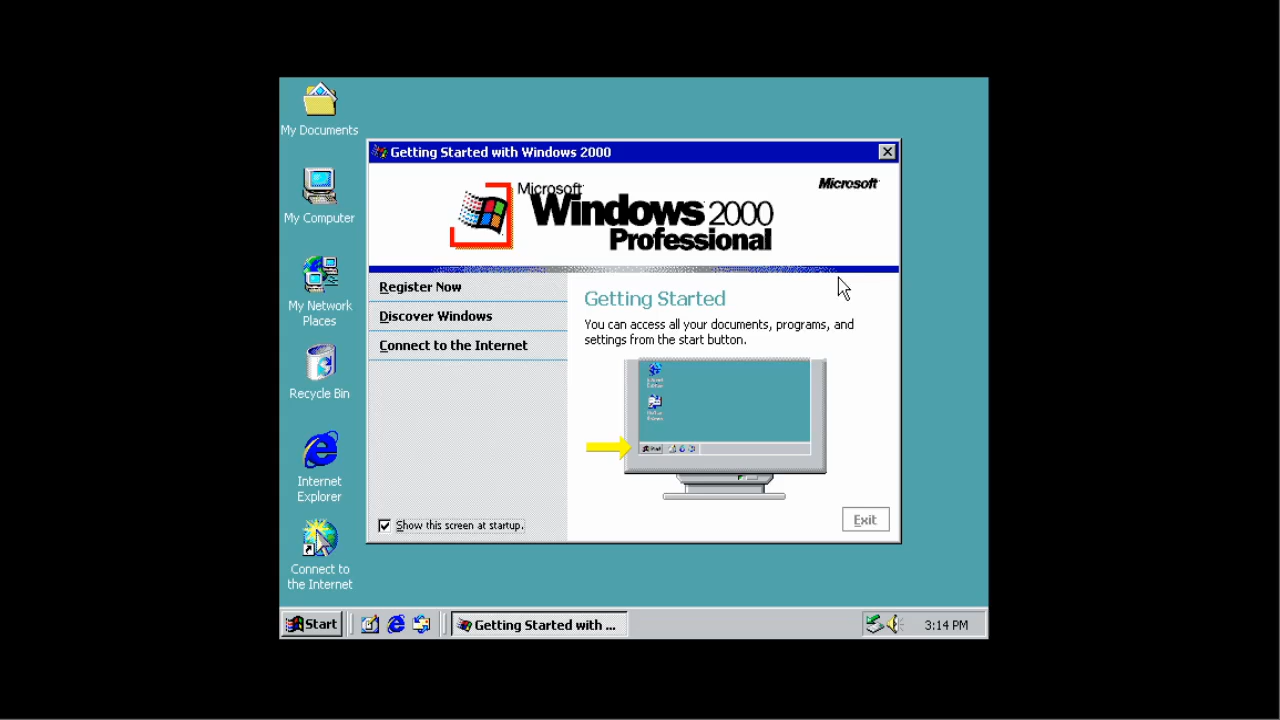 My Documents
My Computer
My Network
Places
Recycle Bin
Internet
Explorer
Connect to
the Internet
Getting Started with Windows 2000
Microsoft
Windows 2000
Professional
Microsoft
Register Now
Discover Windows
Connect to the Internet
Show this screen at startup.
Getting Started
You can access all your documents, programs, and
settings from the start button.
Start
Exit
Start
Getting Started with ...
3:14 PM